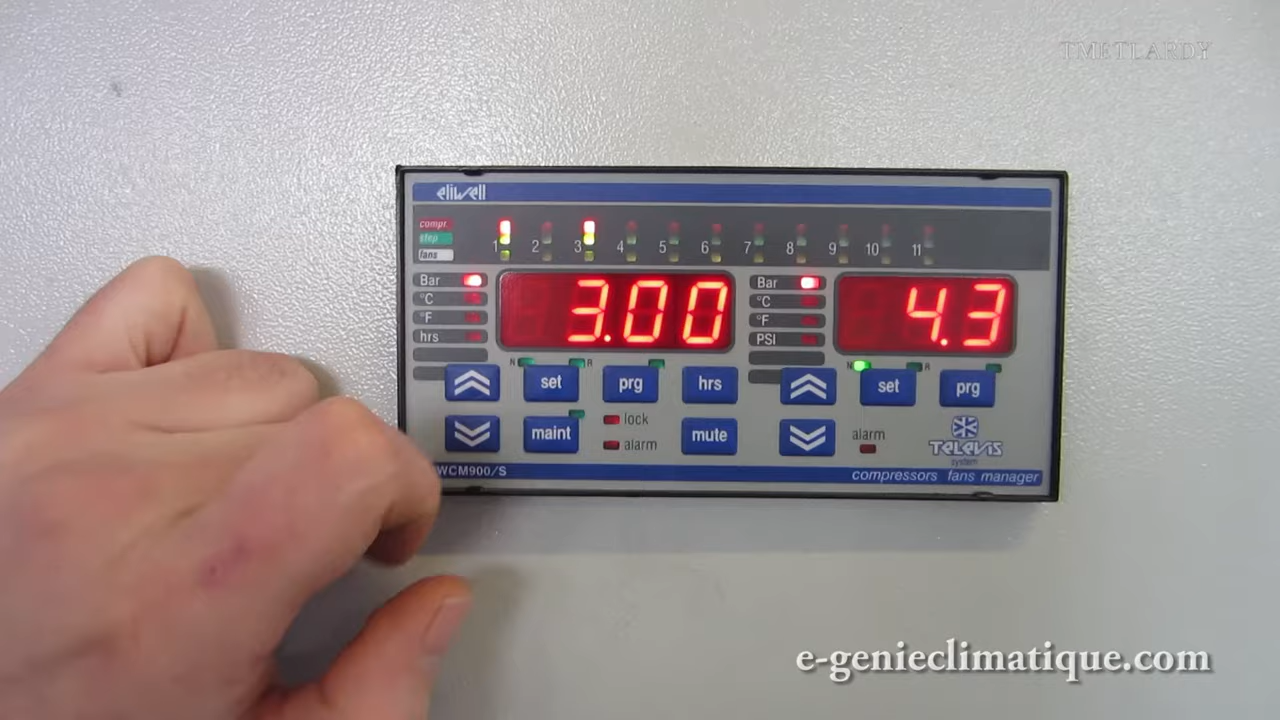 TMETLARDY
eliwell
compr.
step
fans
1 2 3 4 5 6 7 8 9 10 11
Bar
°C
°F
hrs
3.00
Bar
°C
°F
PSI
4.3
N R
set prg hrs
N R
set prg
maint
lock
alarm
mute
alarm
TELEVIS
system
WCM900/S
compressors fans manager
e-genieclimatique.com